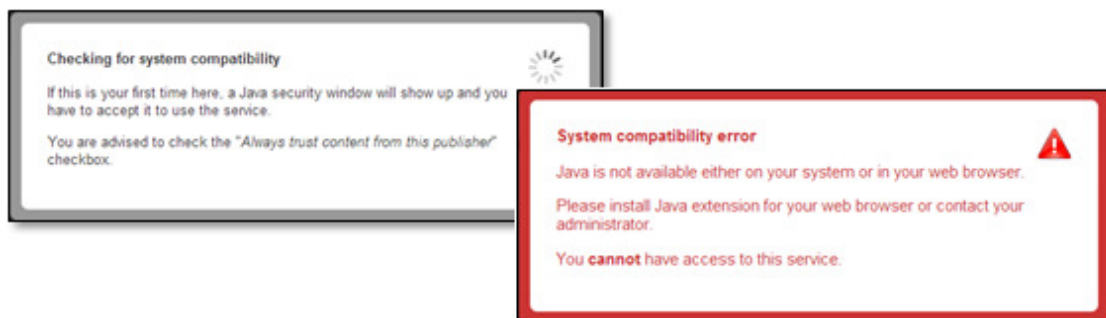 Checking for system compatibility
If this is your first time here, a Java security window will show up and you
have to accept it to use the service.
You are advised to check the "Always trust content from this publisher"
checkbox.
System compatibility error
Java is not available either on your system or in your web browser.
Please install Java extension for your web browser or contact your
administrator.
You cannot have access to this service.